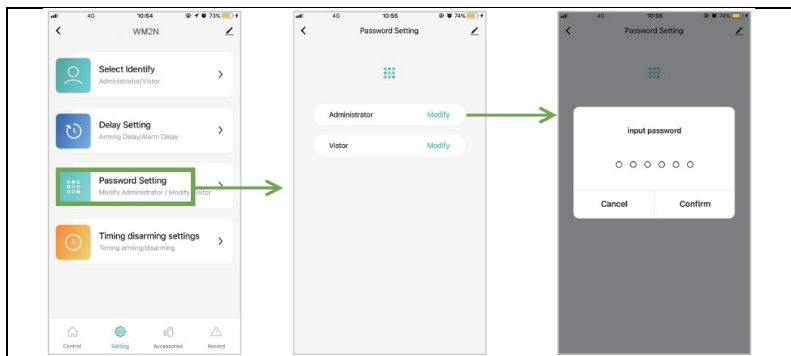 4G 10:54 73%
WM2N
Select Identify
Administrator/Vistor
Delay Setting
Arming Delay/Alarm Delay
Password Setting
Modify Administrator / Modify Visitor
Timing disarming settings
Timing arming/disarming
Control Setting Accessories Record
4G 10:55 74%
Password Setting
Administrator Modify
Vistor Modify
4G 10:55 74%
Password Setting
input password
Cancel Confirm